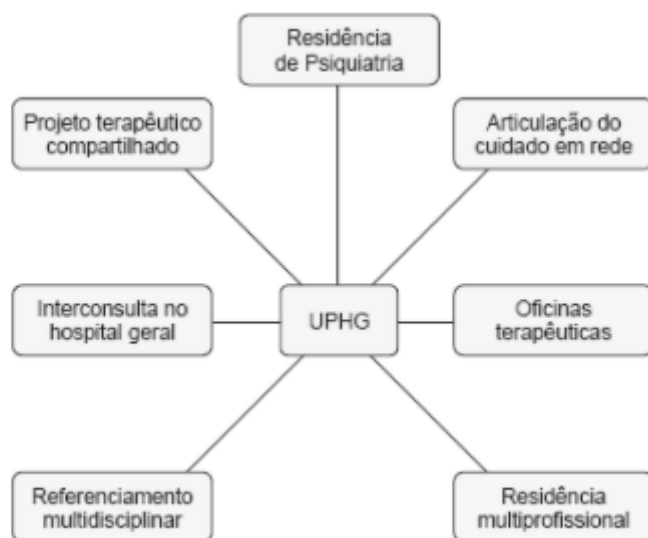 Residência
de Psiquiatria
Projeto terapêutico
compartilhado
Articulação do
cuidado em rede
Interconsulta no
hospital geral
UPHG
Oficinas
terapêuticas
Referenciamento
multidisciplinar
Residência
multiprofissional